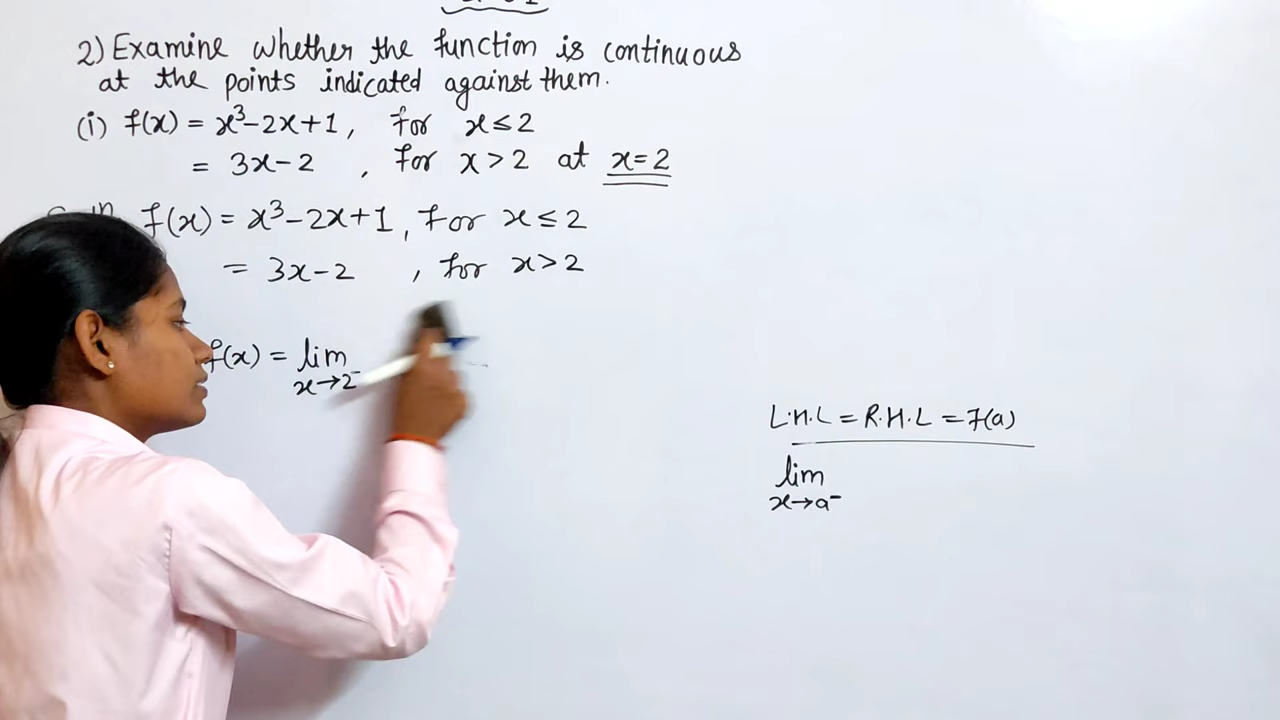 2) Examine whether the function is continuous
at the points indicated against them.
(i) f(x) = x³-2x+1, for x≤2
= 3x-2 , for x>2 at x=2
f(x) = x³-2x+1, for x≤2
= 3x-2 , for x>2
f(x) = lim
x→2⁻
L.H.L = R.H.L = f(a)
lim
x→a⁻